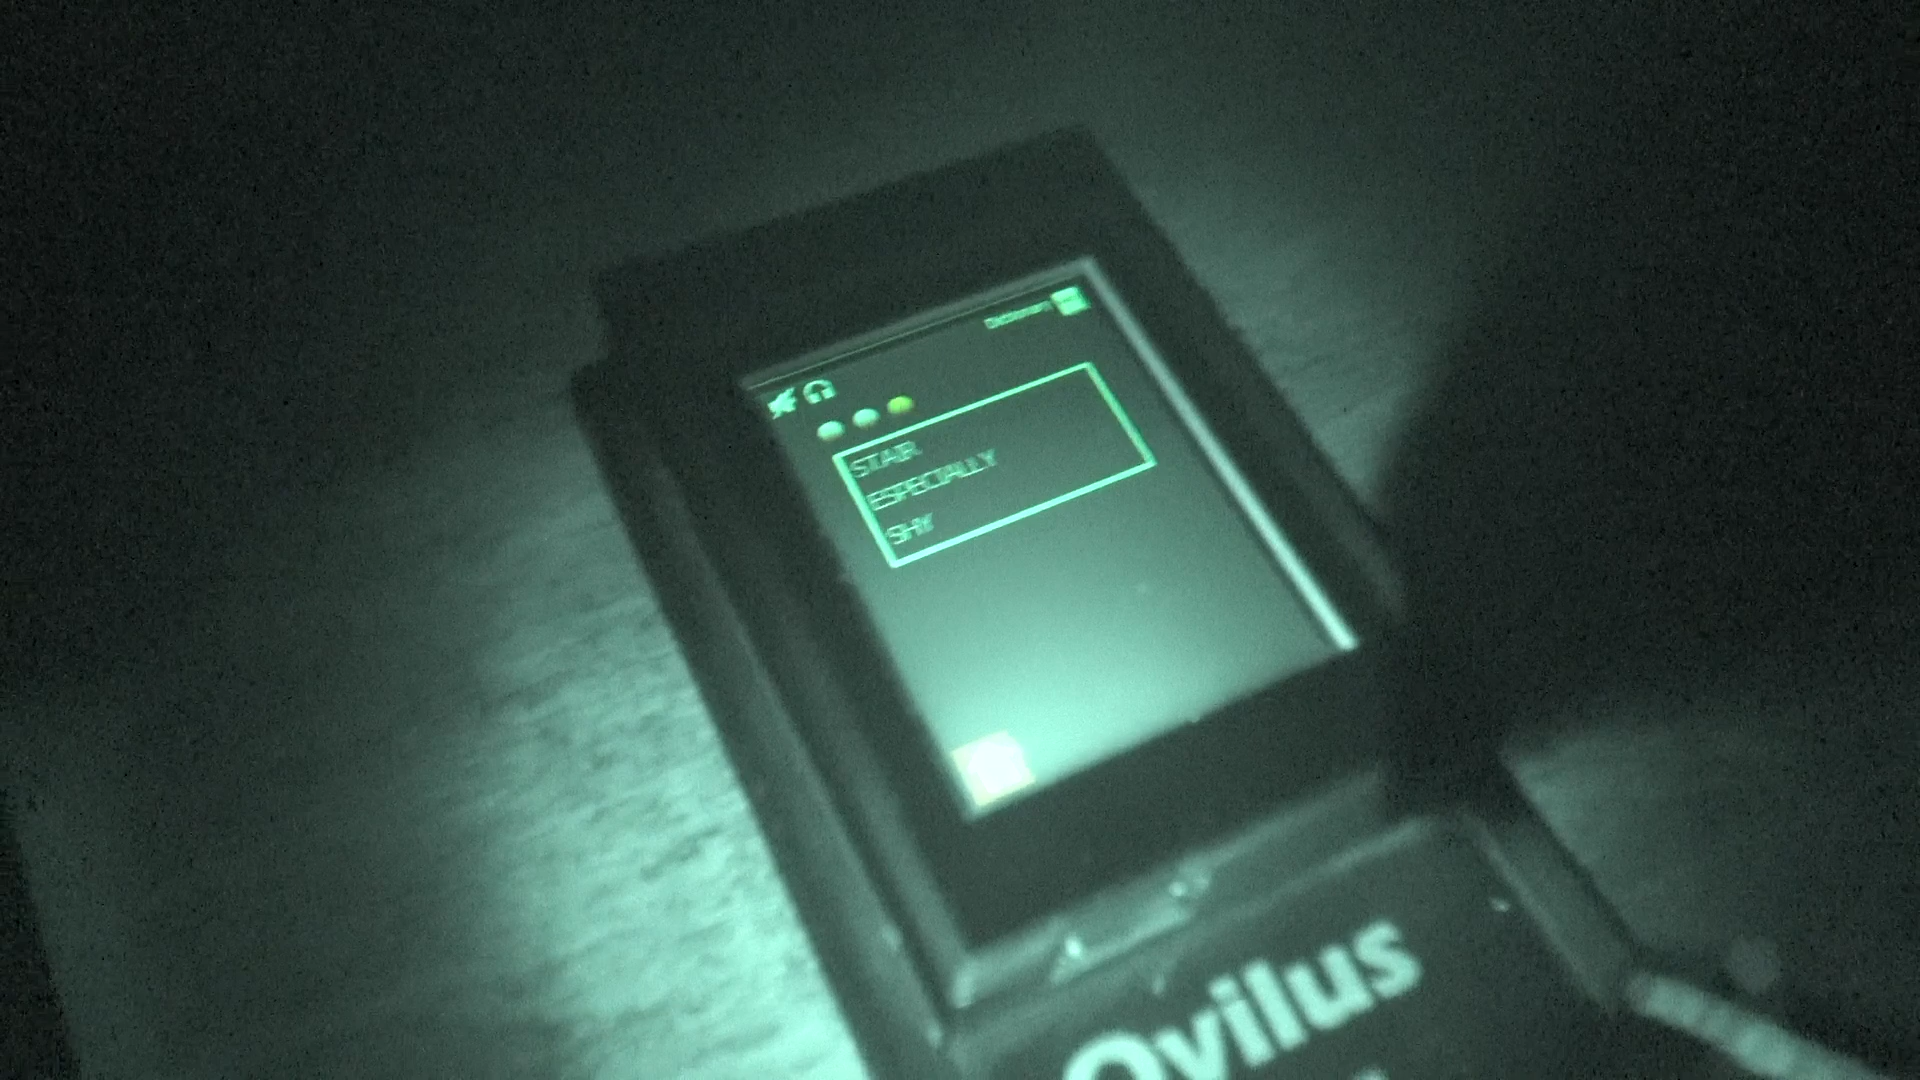 Dictionary
STAIR
ESPECIALLY
SHY
Ovilus